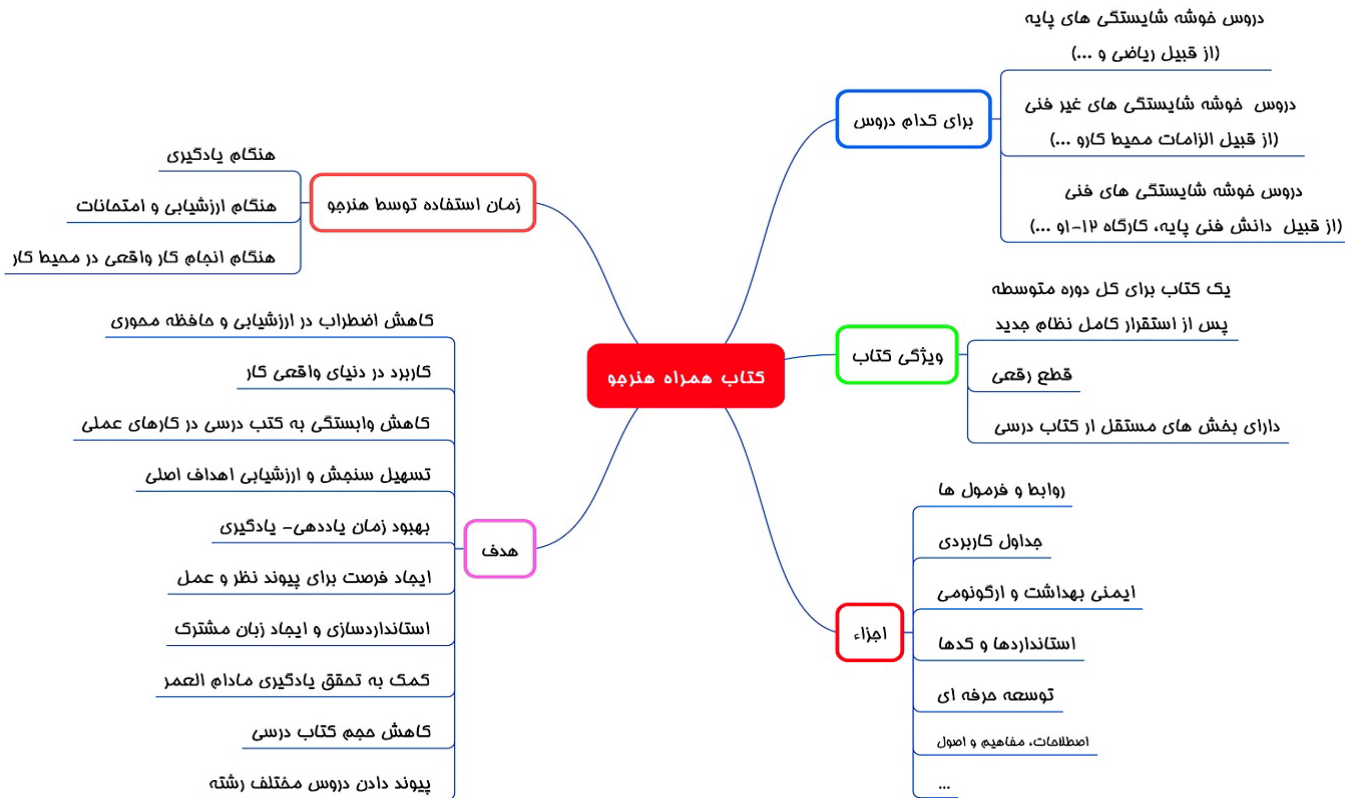 کتاب همراه هنرجو
برای کدام دروس
دروس خوشه شایستگی های پایه
(از قبیل ریاضی و ...)
دروس خوشه شایستگی های غیر فنی
(از قبیل الزامات محیط کارو ...)
دروس خوشه شایستگی های فنی
(از قبیل دانش فنی پایه، کارگاه ۱۲-۱و ...)
ویژگی کتاب
یک کتاب برای کل دوره متوسطه
پس از استقرار کامل نظام جدید
قطع رقعی
دارای بخش های مستقل از کتاب درسی
اجزاء
روابط و فرمول ها
جداول کاربردی
ایمنی بهداشت و ارگونومی
استانداردها و کدها
توسعه حرفه ای
اصطلاحات، مفاهیم و اصول
...
زمان استفاده توسط هنرجو
هنگام یادگیری
هنگام ارزشیابی و امتحانات
هنگام انجام کار واقعی در محیط کار
هدف
کاهش اضطراب در ارزشیابی و حافظه محوری
کاربرد در دنیای واقعی کار
کاهش وابستگی به کتب درسی در کارهای عملی
تسهیل سنجش و ارزشیابی اهداف اصلی
بهبود زمان یاددهی- یادگیری
ایجاد فرصت برای پیوند نظر و عمل
استانداردسازی و ایجاد زبان مشترک
کمک به تحقق یادگیری مادام العمر
کاهش حجم کتاب درسی
پیوند دادن دروس مختلف رشته